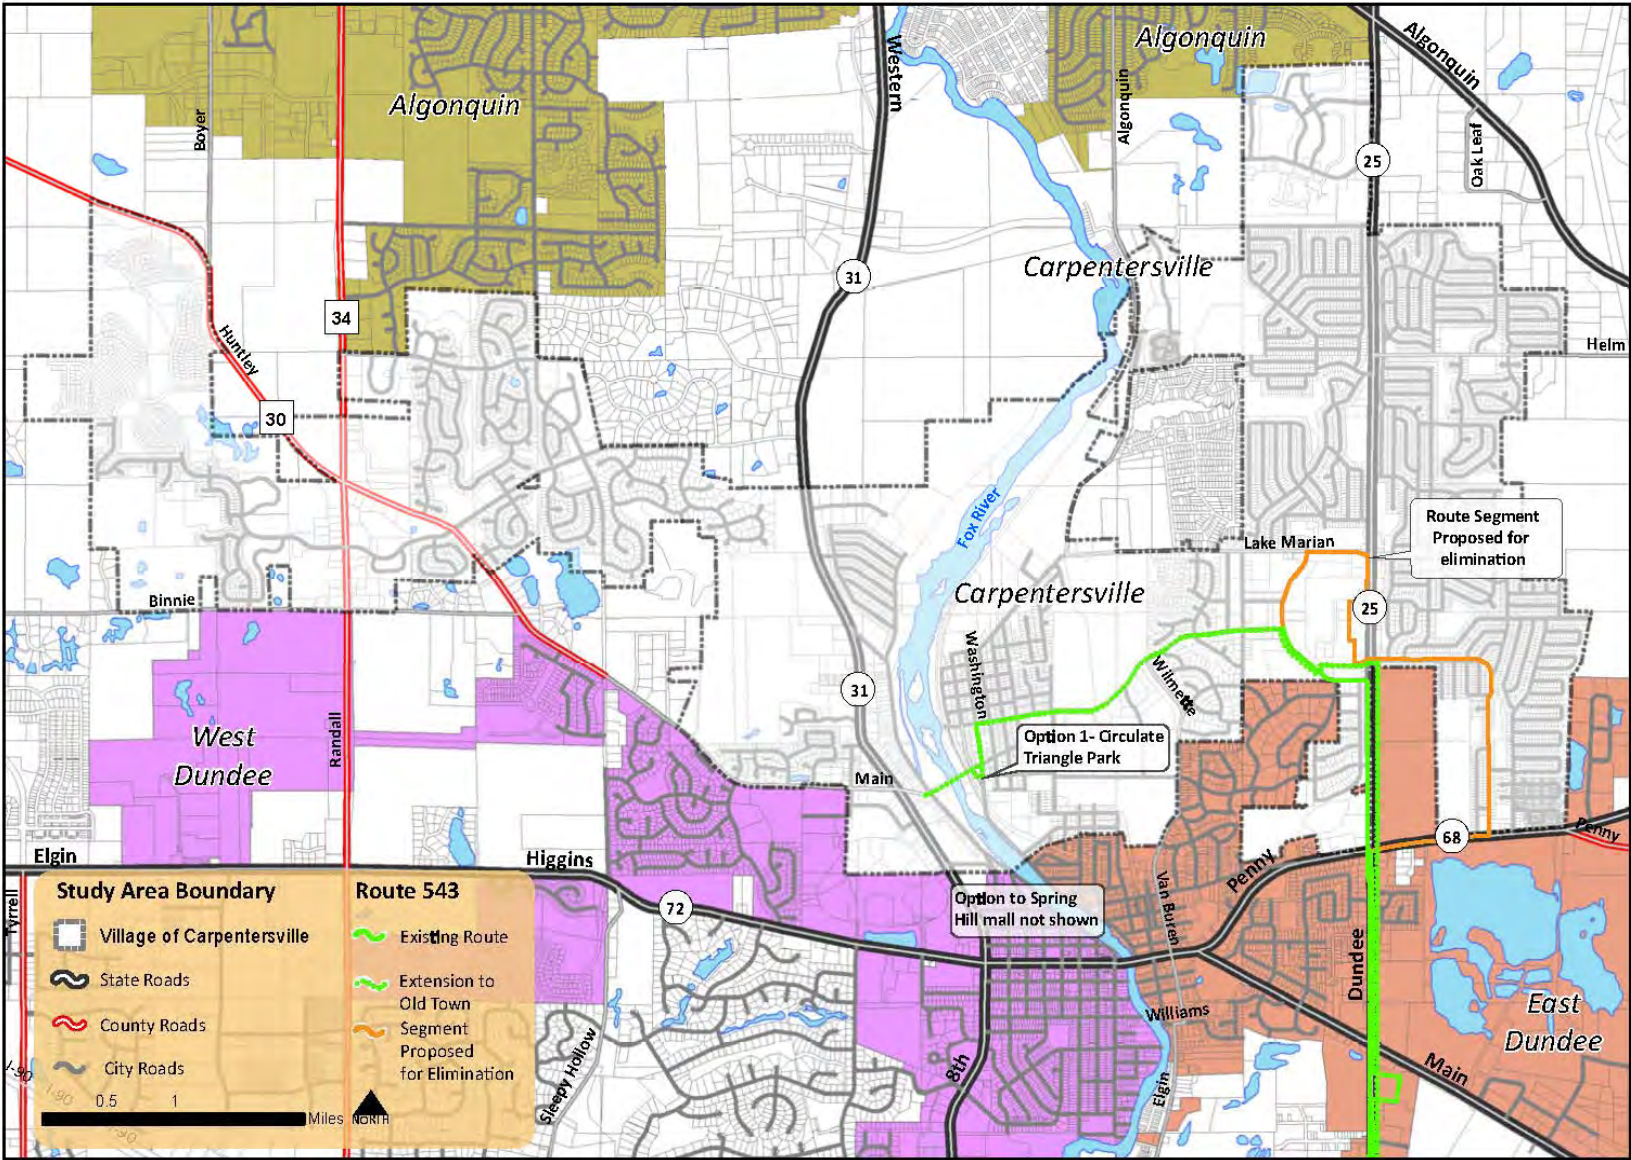 Algonquin
Algonquin
Western
Algonquin
Algonquin
Boyer
Oak Leaf
25
Carpentersville
31
34
Huntley
Helm
30
Fox River
Route Segment
Proposed for
elimination
Lake Marian
Carpentersville
Binnie
25
Washington
Wilmette
31
West
Dundee
Randall
Option 1- Circulate
Triangle Park
Main
68
Penny
Penny
Elgin
Higgins
72
Option to Spring
Hill mall not shown
Van Buren
Dundee
East
Dundee
Williams
Main
8th
Elgin
Sleepy Hollow
Tyrrell
I-90
I-90
I-90
Study Area Boundary
Village of Carpentersville
State Roads
County Roads
City Roads
Route 543
Existing Route
Extension to
Old Town
Segment
Proposed
for Elimination
0.5 1
Miles
NORTH